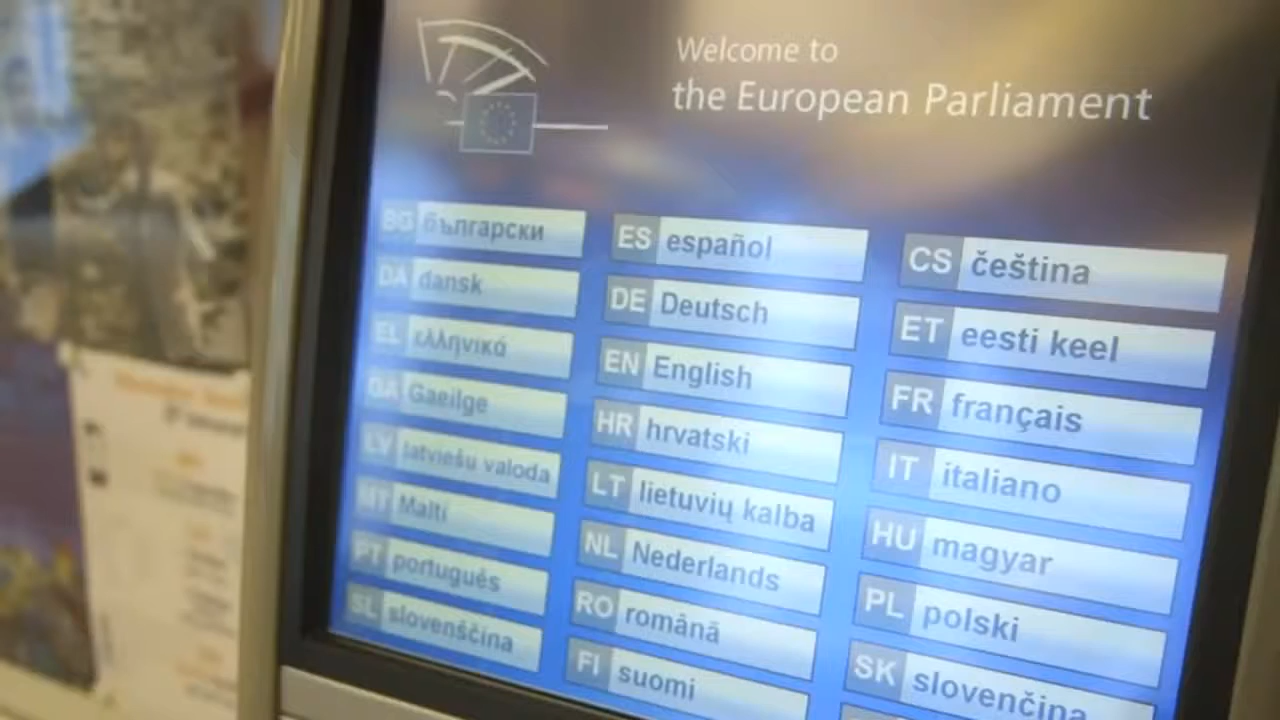 Welcome to
the European Parliament
BG български
ES español
CS čeština
DA dansk
DE Deutsch
ET eesti keel
EL ελληνικά
EN English
FR français
GA Gaeilge
HR hrvatski
IT italiano
LV latviešu valoda
LT lietuvių kalba
HU magyar
MT Malti
NL Nederlands
PL polski
PT português
RO română
SK slovenčina
SL slovenščina
FI suomi